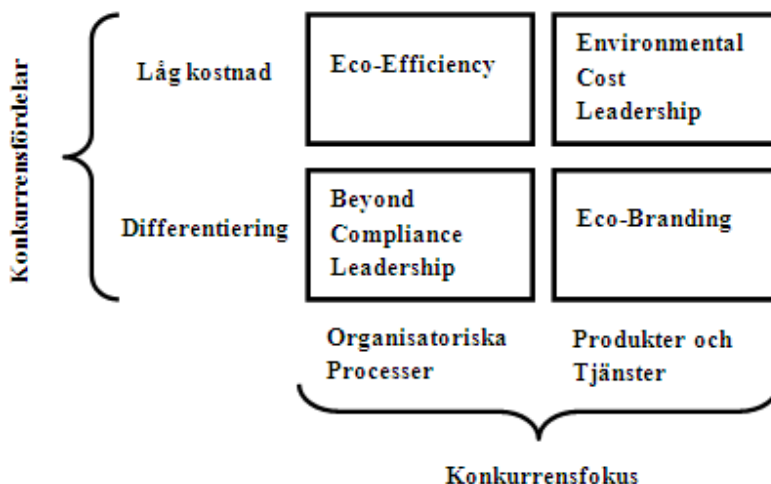 Konkurrensfördelar
Låg kostnad
Eco-Efficiency
Environmental
Cost
Leadership
Differentiering
Beyond
Compliance
Leadership
Eco-Branding
Organisatoriska
Processer
Produkter och
Tjänster
Konkurrensfokus